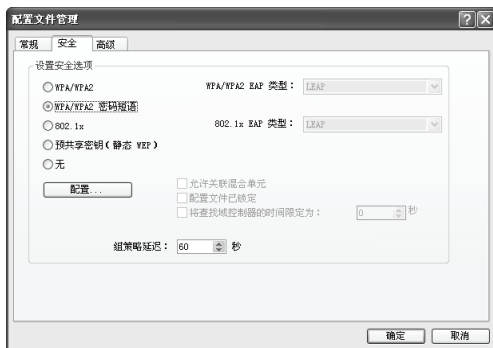 配置文件管理
常规 安全 高级
设置安全选项
WPA/WPA2 WPA/WPA2 EAP 类型： LEAP
WPA/WPA2 密码短语
802.1x 802.1x EAP 类型： LEAP
预共享密钥(静态 WEP)
无
配置... 允许关联混合单元
配置文件已锁定
将查找域控制器的时间限定为： 0 秒
组策略延迟： 60 秒
确定 取消